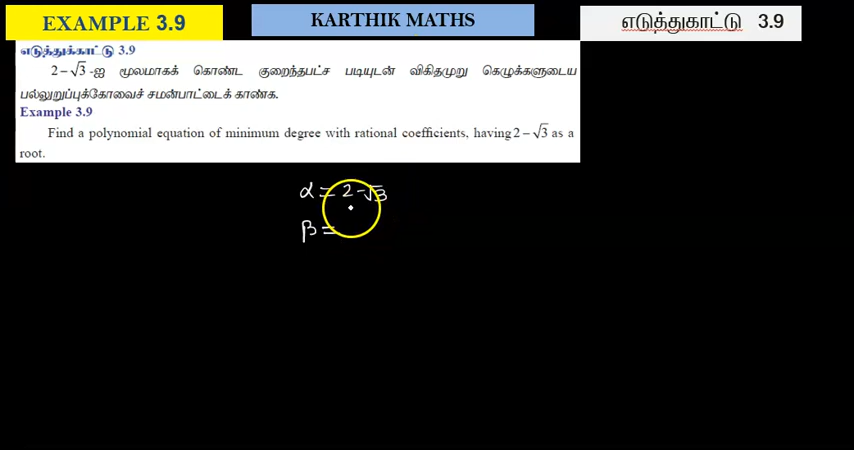 EXAMPLE 3.9
KARTHIK MATHS
எடுத்துகாட்டு 3.9
எடுத்துக்காட்டு 3.9
2−√3 -ஐ மூலமாகக் கொண்ட குறைந்தபட்ச படியுடன் விகிதமுறு கெழுக்களுடைய
பல்லுறுப்புக்கோவைச் சமன்பாட்டைக் காண்க.
Example 3.9
Find a polynomial equation of minimum degree with rational coefficients, having 2−√3 as a
root.
α = 2−√3
β =